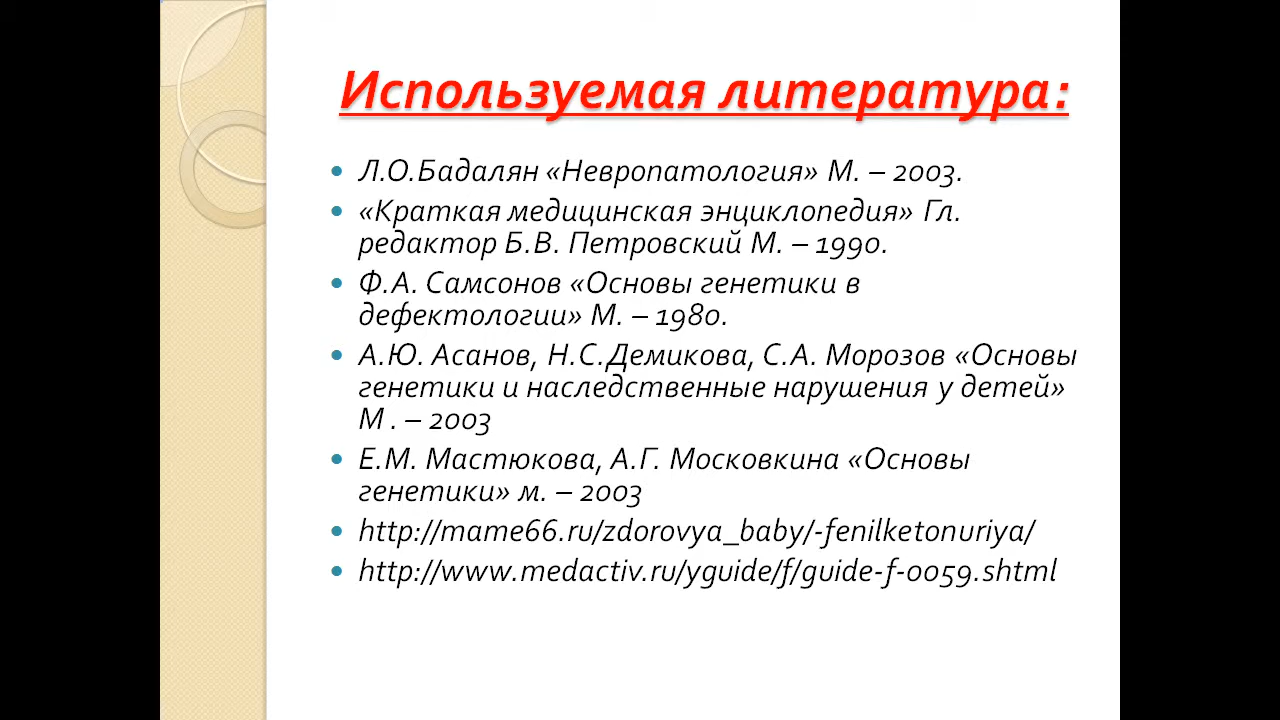 Используемая литература:
Л.О.Бадалян «Невропатология» М. – 2003.
«Краткая медицинская энциклопедия» Гл.
редактор Б.В. Петровский М. – 1990.
Ф.А. Самсонов «Основы генетики в
дефектологии» М. – 1980.
А.Ю. Асанов, Н.С.Демикова, С.А. Морозов «Основы
генетики и наследственные нарушения у детей»
М . – 2003
Е.М. Мастюкова, А.Г. Московкина «Основы
генетики» м. – 2003
http://mame66.ru/zdorovya_baby/-fenilketonuriya/
http://www.medactiv.ru/yguide/f/guide-f-0059.shtml